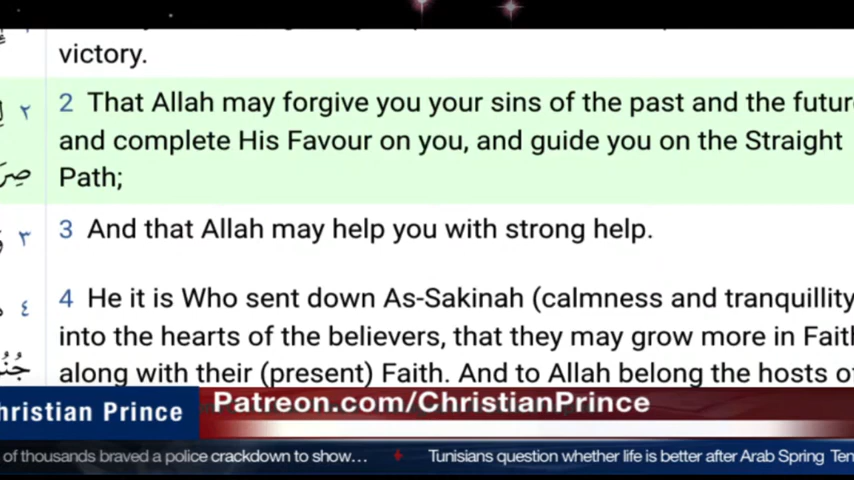 victory.
٢
2 That Allah may forgive you your sins of the past and the future
and complete His Favour on you, and guide you on the Straight
Path;
٣
3 And that Allah may help you with strong help.
٤
4 He it is Who sent down As-Sakinah (calmness and tranquillity
into the hearts of the believers, that they may grow more in Faith
along with their (present) Faith. And to Allah belong the hosts of
Christian Prince
Patreon.com/ChristianPrince
of thousands braved a police crackdown to show…
Tunisians question whether life is better after Arab Spring Ten